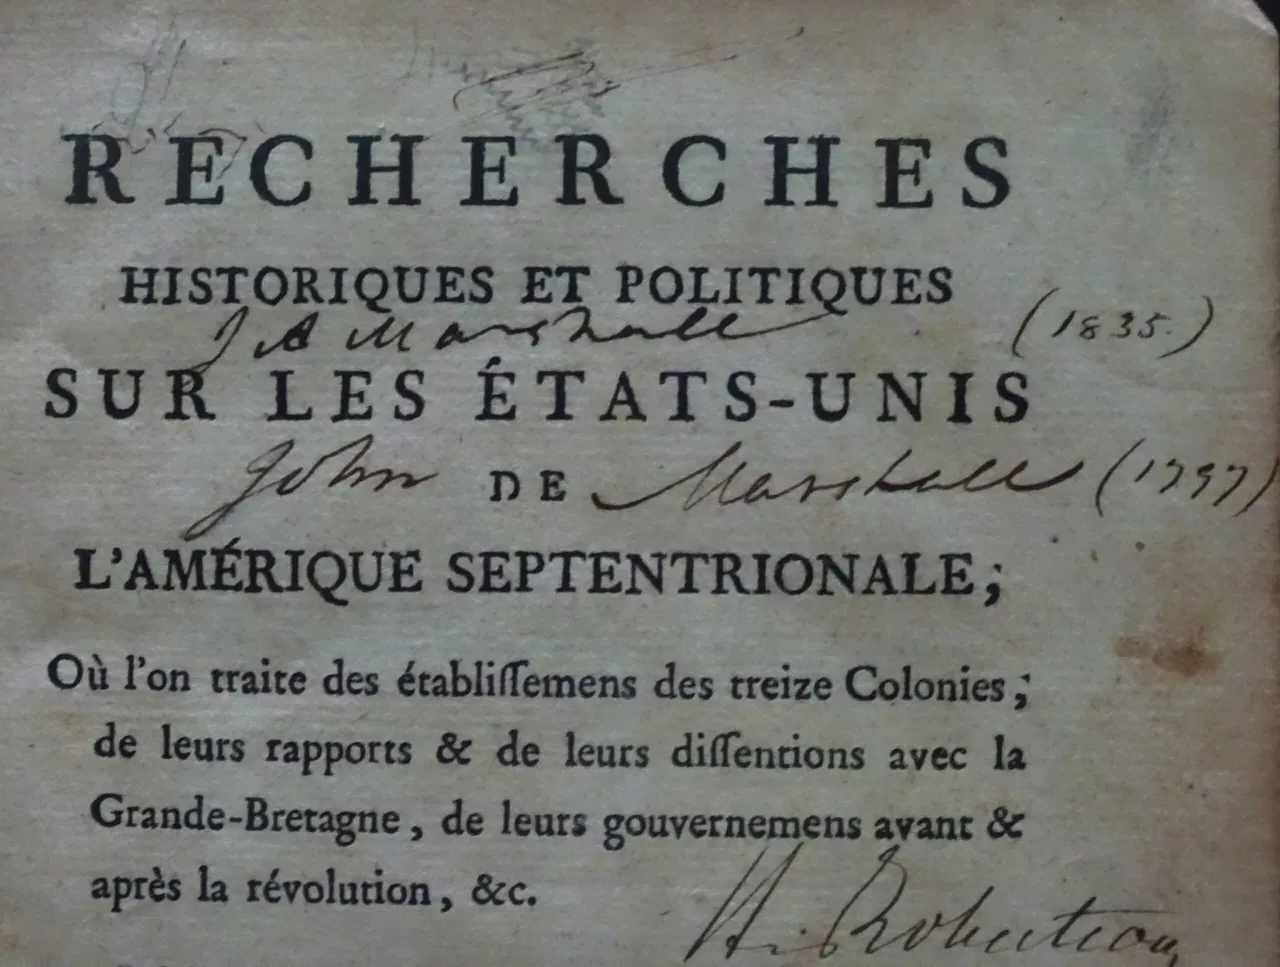 RECHERCHES
HISTORIQUES ET POLITIQUES
J A Marshall (1835.)
SUR LES ÉTATS-UNIS
John DE Marshall (1797)
L'AMÉRIQUE SEPTENTRIONALE;
Où l'on traite des établiſſemens des treize Colonies;
de leurs rapports & de leurs diſſentions avec la
Grande-Bretagne, de leurs gouvernemens avant &
après la révolution, &c.
Robertson,